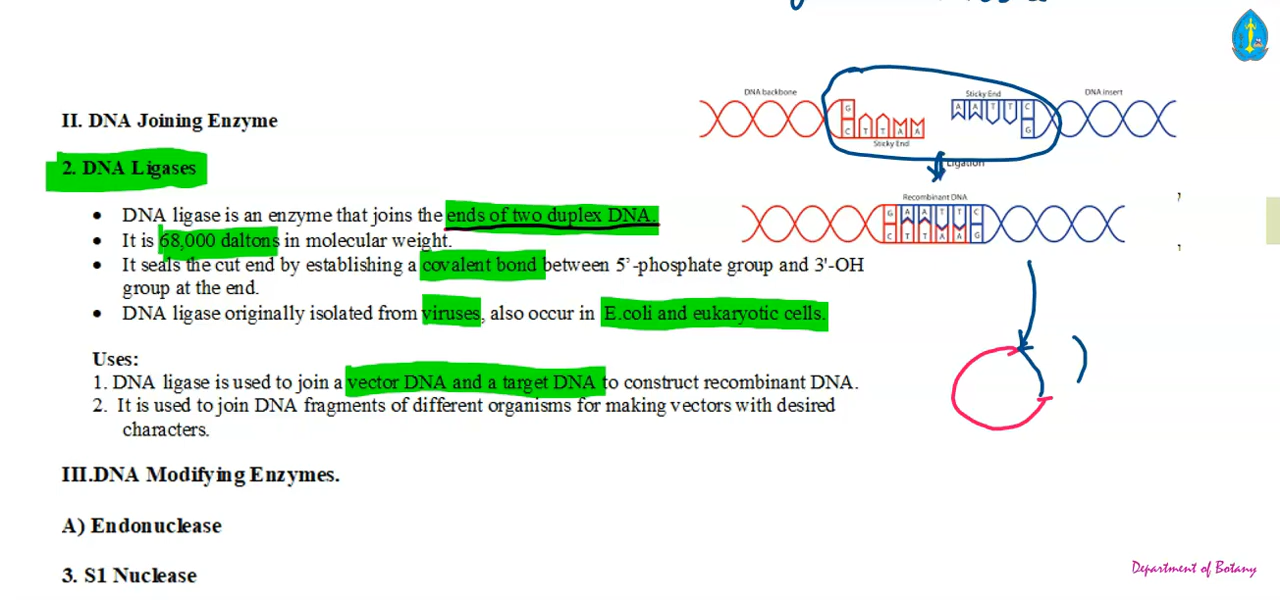 DNA backbone
Sticky End
DNA insert
G
A A T T C
C T T A A
G
Sticky End
Ligation
II. DNA Joining Enzyme
2. DNA Ligases
Recombinant DNA
G A A T T C
C T T A A G
• DNA ligase is an enzyme that joins the ends of two duplex DNA.
• It is 68,000 daltons in molecular weight.
• It seals the cut end by establishing a covalent bond between 5'-phosphate group and 3'-OH
group at the end.
• DNA ligase originally isolated from viruses, also occur in E.coli and eukaryotic cells.
Uses:
1. DNA ligase is used to join a vector DNA and a target DNA to construct recombinant DNA.
2. It is used to join DNA fragments of different organisms for making vectors with desired
characters.
III.DNA Modifying Enzymes.
A) Endonuclease
3. S1 Nuclease
Department of Botany